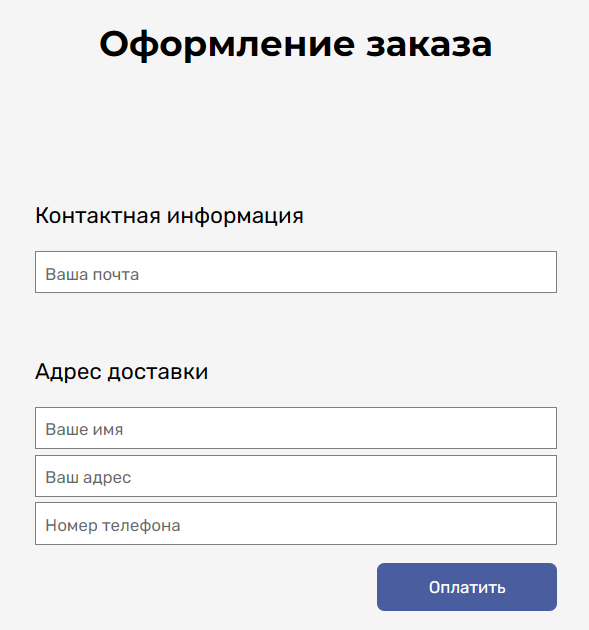 Оформление заказа
Контактная информация
Ваша почта
Адрес доставки
Ваше имя
Ваш адрес
Номер телефона
Оплатить